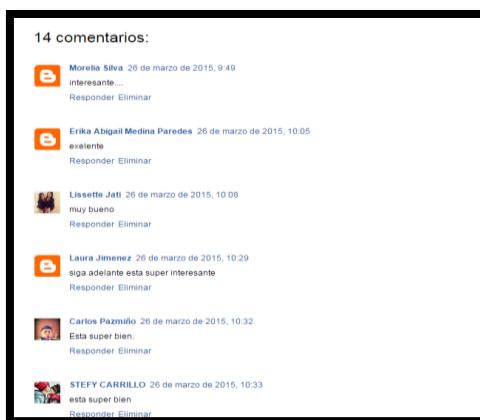 14 comentarios:
Morelia Silva 26 de marzo de 2015, 9:49
interesante....
Responder Eliminar
Erika Abigail Medina Paredes 26 de marzo de 2015, 10:05
exelente
Responder Eliminar
Lissette Jati 26 de marzo de 2015, 10:08
muy bueno
Responder Eliminar
Laura Jimenez 26 de marzo de 2015, 10:29
siga adelante esta super interesante
Responder Eliminar
Carlos Pazmiño 26 de marzo de 2015, 10:32
Esta super bien.
Responder Eliminar
STEFY CARRILLO 26 de marzo de 2015, 10:33
esta super bien
Responder Eliminar